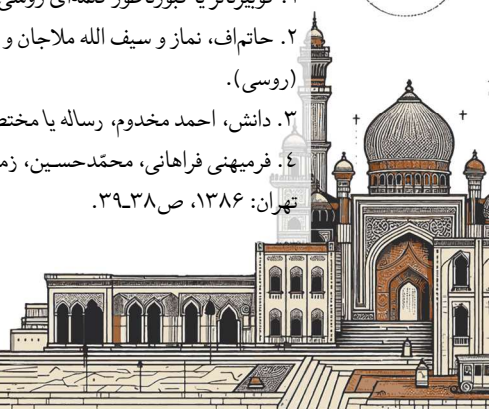 ۲. حاتم‌اف، نماز و سیف الله ملاجان و
(روسی).
۳. دانش، احمد مخدوم، رساله یا مختص
٤. فرمیهنی فراهانی، محمّدحسین، زم
تهران: ۱۳۸۶، ص۳۸ـ۳۹.